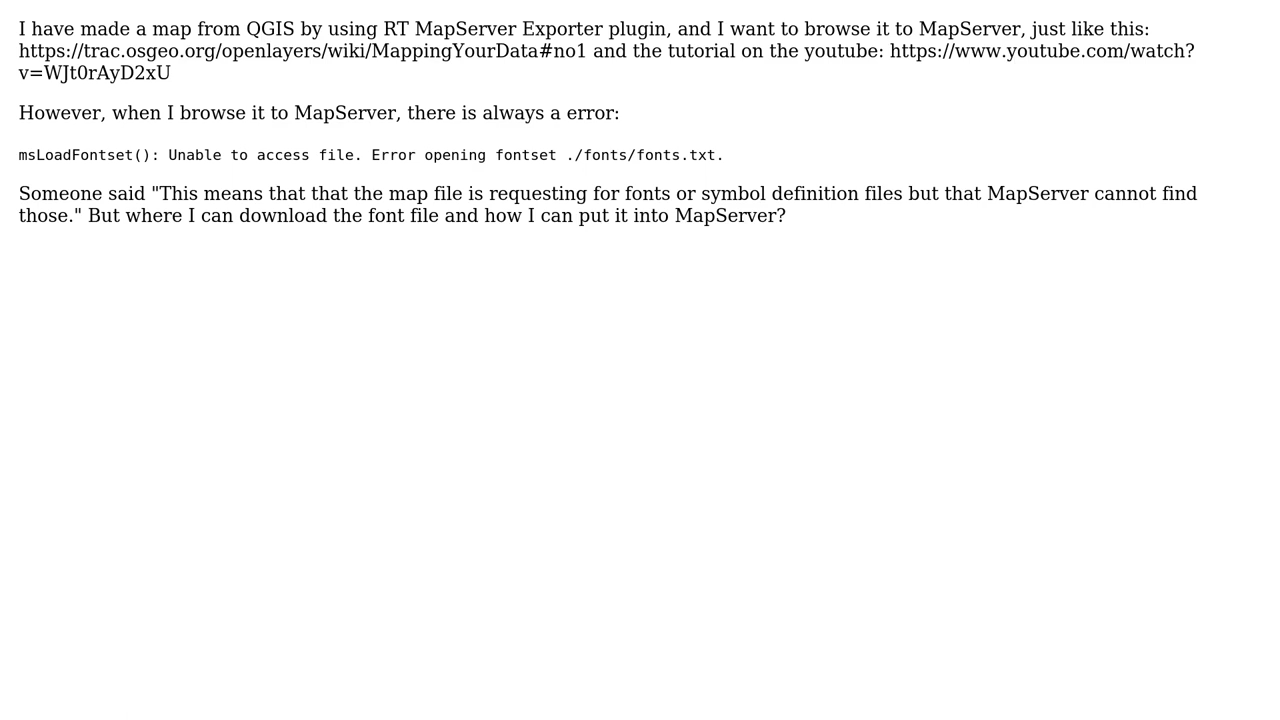 I have made a map from QGIS by using RT MapServer Exporter plugin, and I want to browse it to MapServer, just like this:
https://trac.osgeo.org/openlayers/wiki/MappingYourData#no1 and the tutorial on the youtube: https://www.youtube.com/watch?
v=WJt0rAyD2xU
However, when I browse it to MapServer, there is always a error:
msLoadFontset(): Unable to access file. Error opening fontset ./fonts/fonts.txt.
Someone said "This means that that the map file is requesting for fonts or symbol definition files but that MapServer cannot find
those." But where I can download the font file and how I can put it into MapServer?